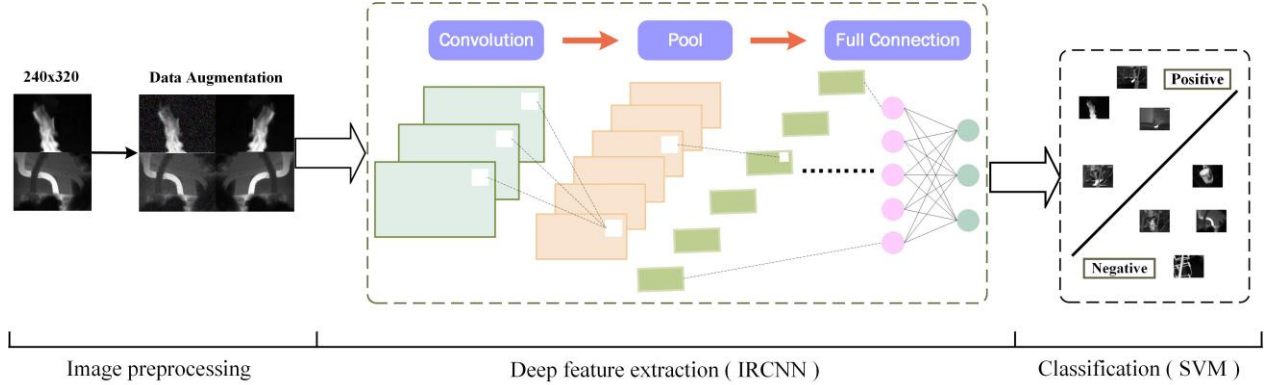 Convolution
Pool
Full Connection
240x320
Data Augmentation
Positive
Negative
Image preprocessing
Deep feature extraction ( IRCNN )
Classification ( SVM )